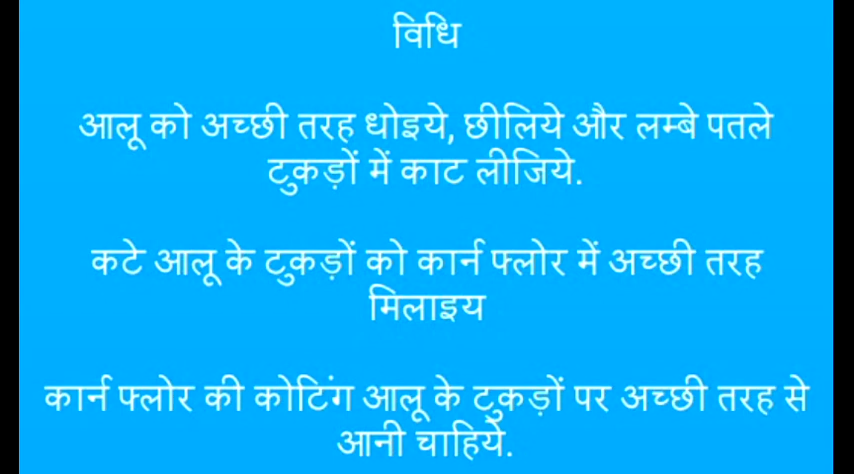 विधि
आलू को अच्छी तरह धोइये, छीलिये और लम्बे पतले
टुकड़ों में काट लीजिये.
कटे आलू के टुकड़ों को कार्न फ्लोर में अच्छी तरह
मिलाइय
कार्न फ्लोर की कोटिंग आलू के टुकड़ों पर अच्छी तरह से
आनी चाहिये.